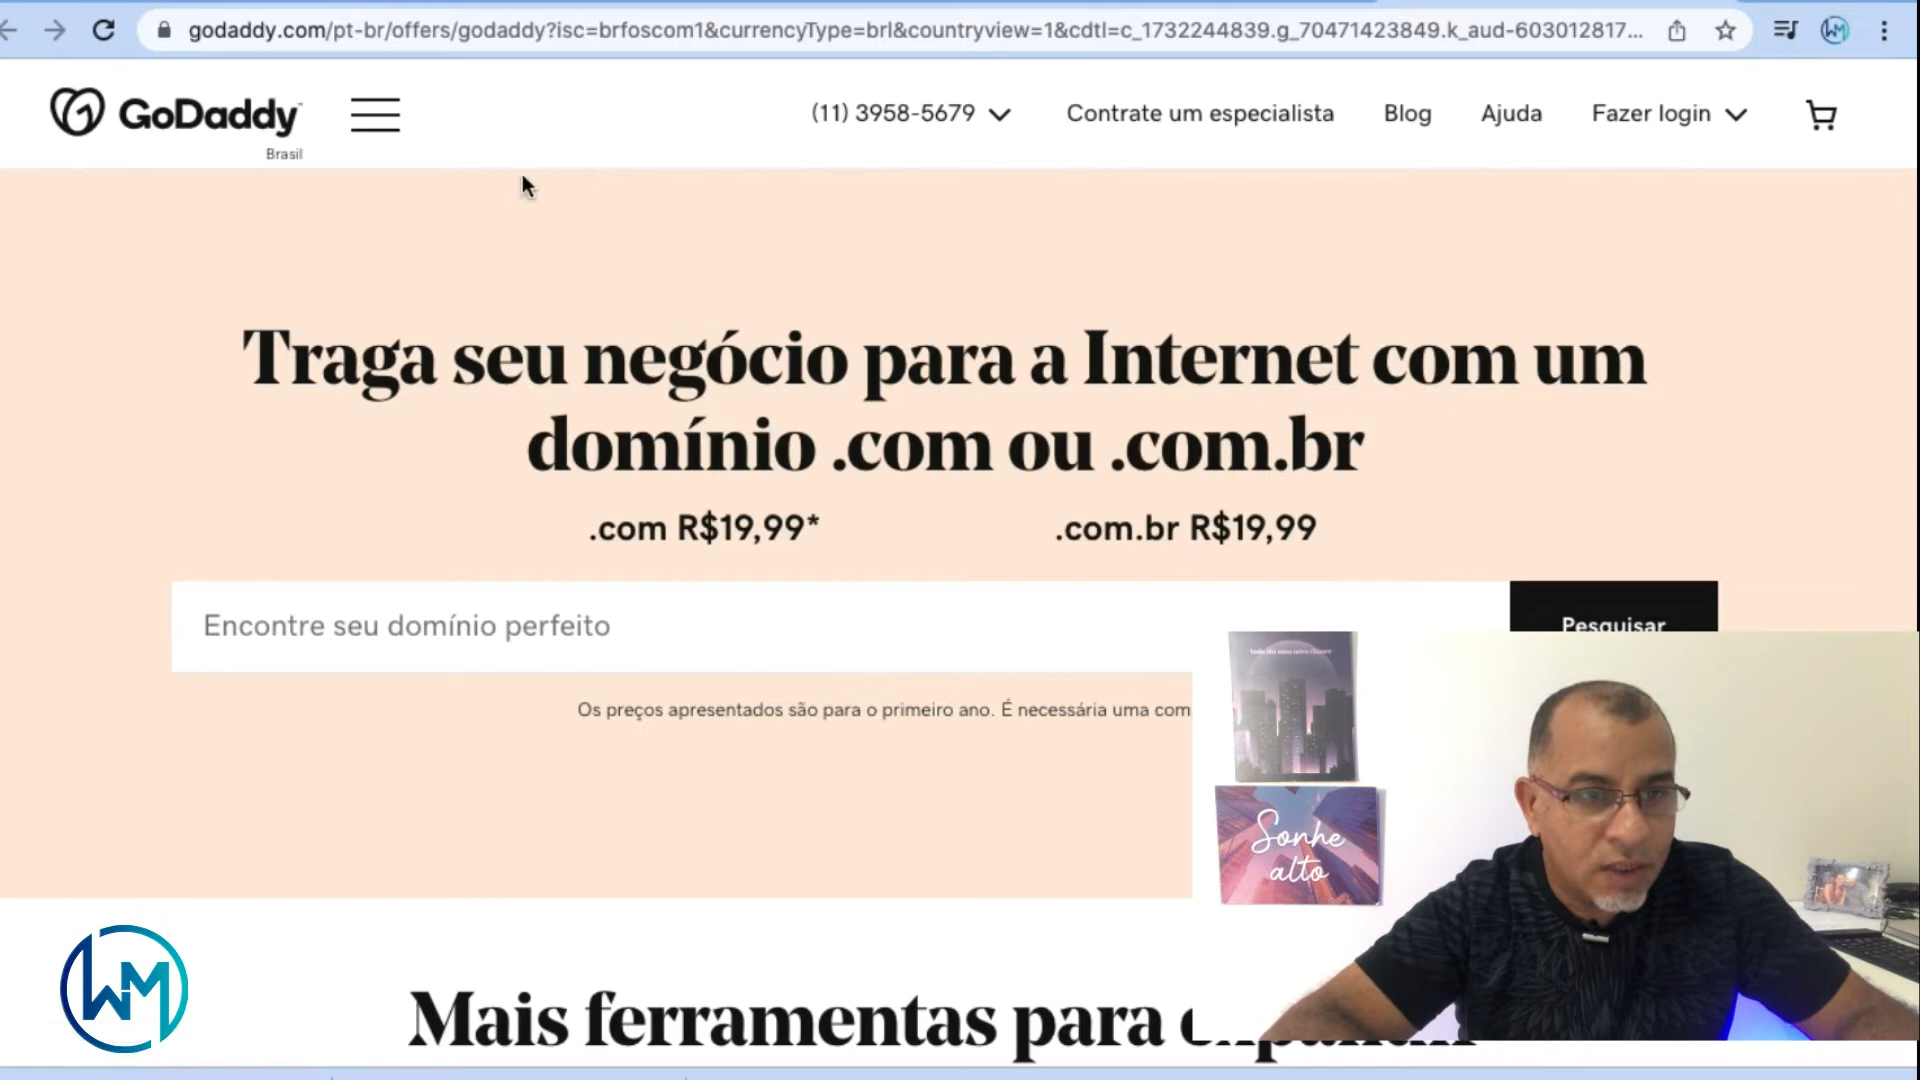 godaddy.com/pt-br/offers/godaddy?isc=brfoscom1&currencyType=brl&countryview=1&cdtl=c_1732244839.g_70471423849.k_aud-603012817...
GoDaddy
Brasil
(11) 3958-5679
Contrate um especialista
Blog
Ajuda
Fazer login
Traga seu negócio para a Internet com um
domínio .com ou .com.br
.com R$19,99*
.com.br R$19,99
Encontre seu domínio perfeito
Pesquisar
Os preços apresentados são para o primeiro ano. É necessária uma com
Sonhe
alto
WM
Mais ferramentas para